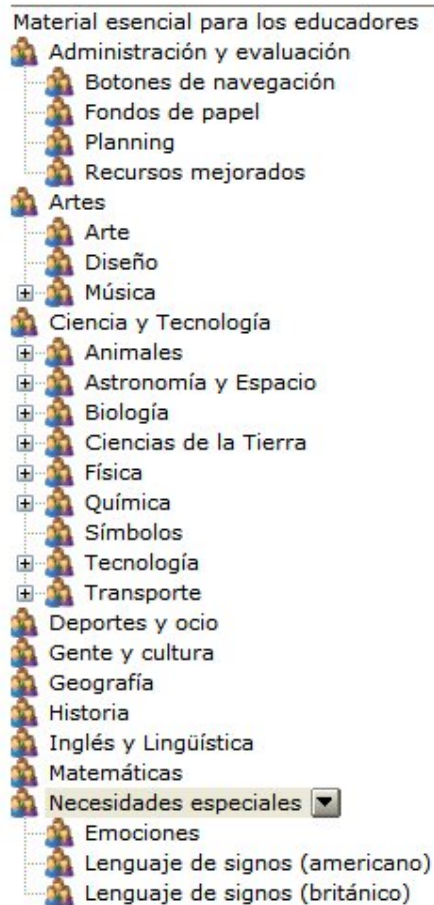 Material esencial para los educadores
Administración y evaluación
Botones de navegación
Fondos de papel
Planning
Recursos mejorados
Artes
Arte
Diseño
Música
Ciencia y Tecnología
Animales
Astronomía y Espacio
Biología
Ciencias de la Tierra
Física
Química
Símbolos
Tecnología
Transporte
Deportes y ocio
Gente y cultura
Geografía
Historia
Inglés y Lingüística
Matemáticas
Necesidades especiales
Emociones
Lenguaje de signos (americano)
Lenguaje de signos (británico)